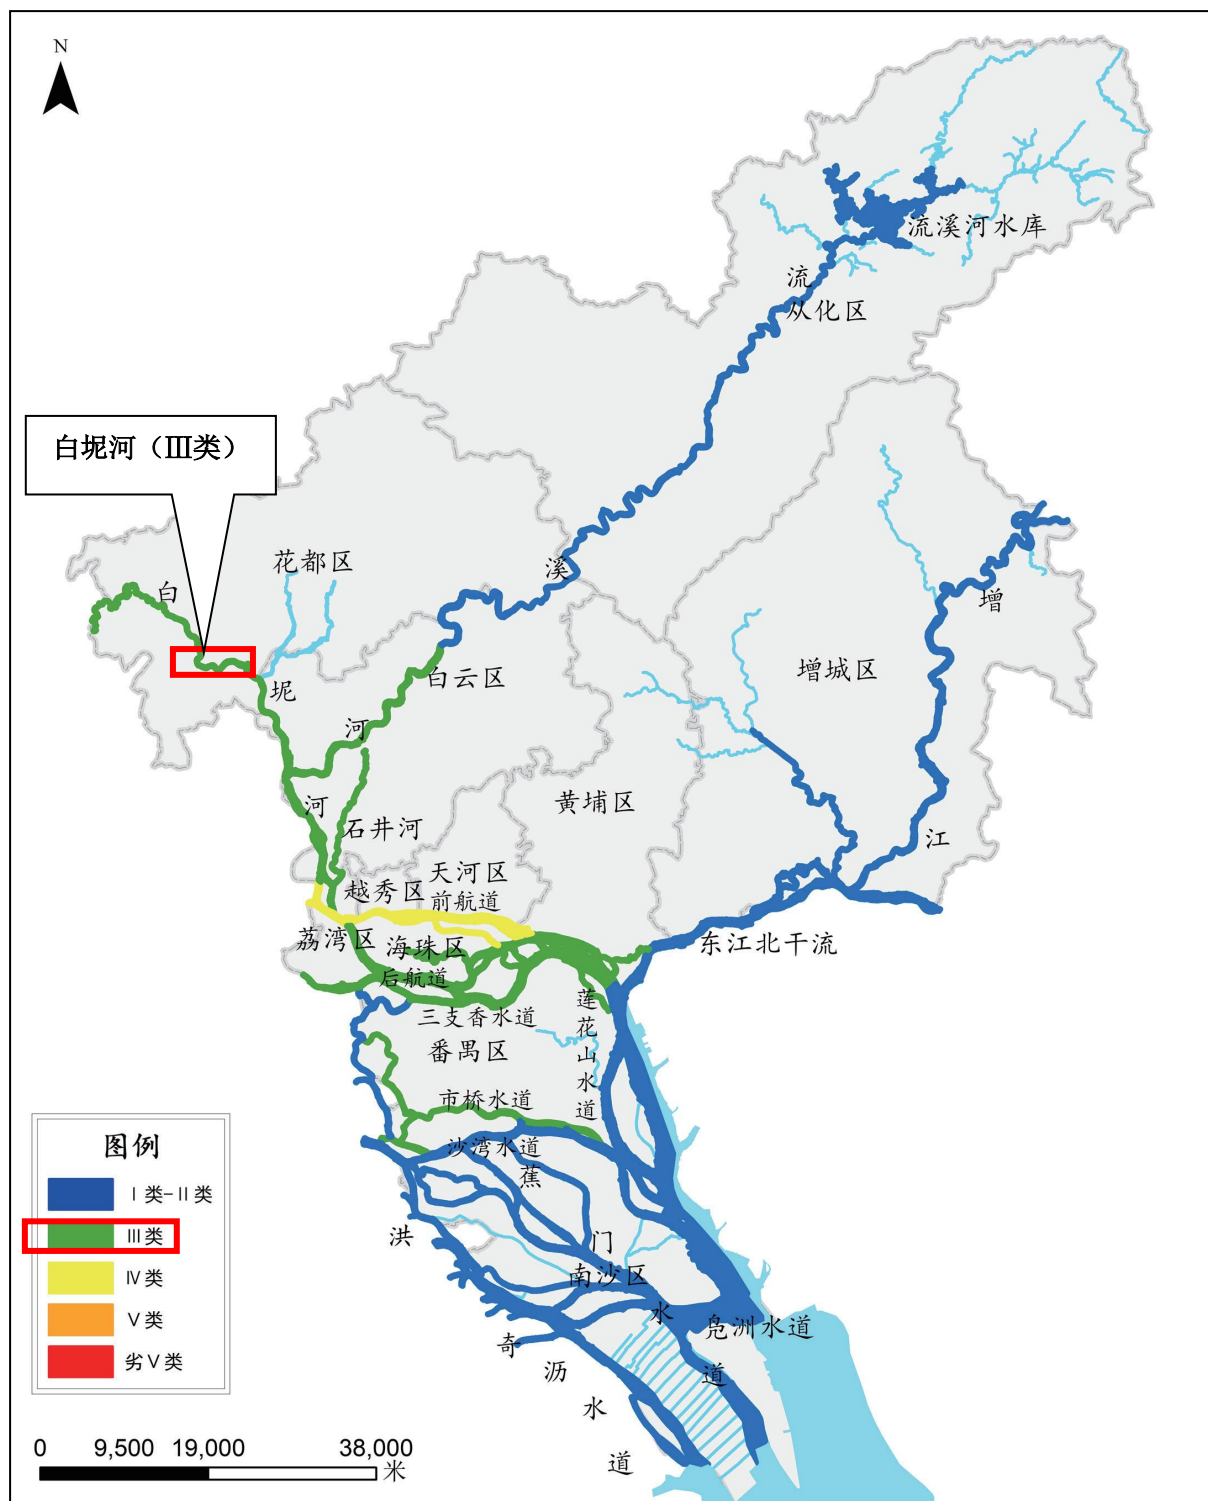 N
流溪河水库
流
从化区
白坭河（Ⅲ类）
花都区
溪
白
增
增城区
白云区
坭
河
黄埔区
河
石井河
江
天河区
越秀区
前航道
荔湾区
海珠区
东江北干流
后航道
莲花山水道
三支香水道
番禺区
市桥水道
沙湾水道
蕉
洪
门
南沙区
水
凫洲水道
奇
沥
道
水
道
图例
Ⅰ类-Ⅱ类
Ⅲ类
Ⅳ类
Ⅴ类
劣Ⅴ类
0 9,500 19,000 38,000
米